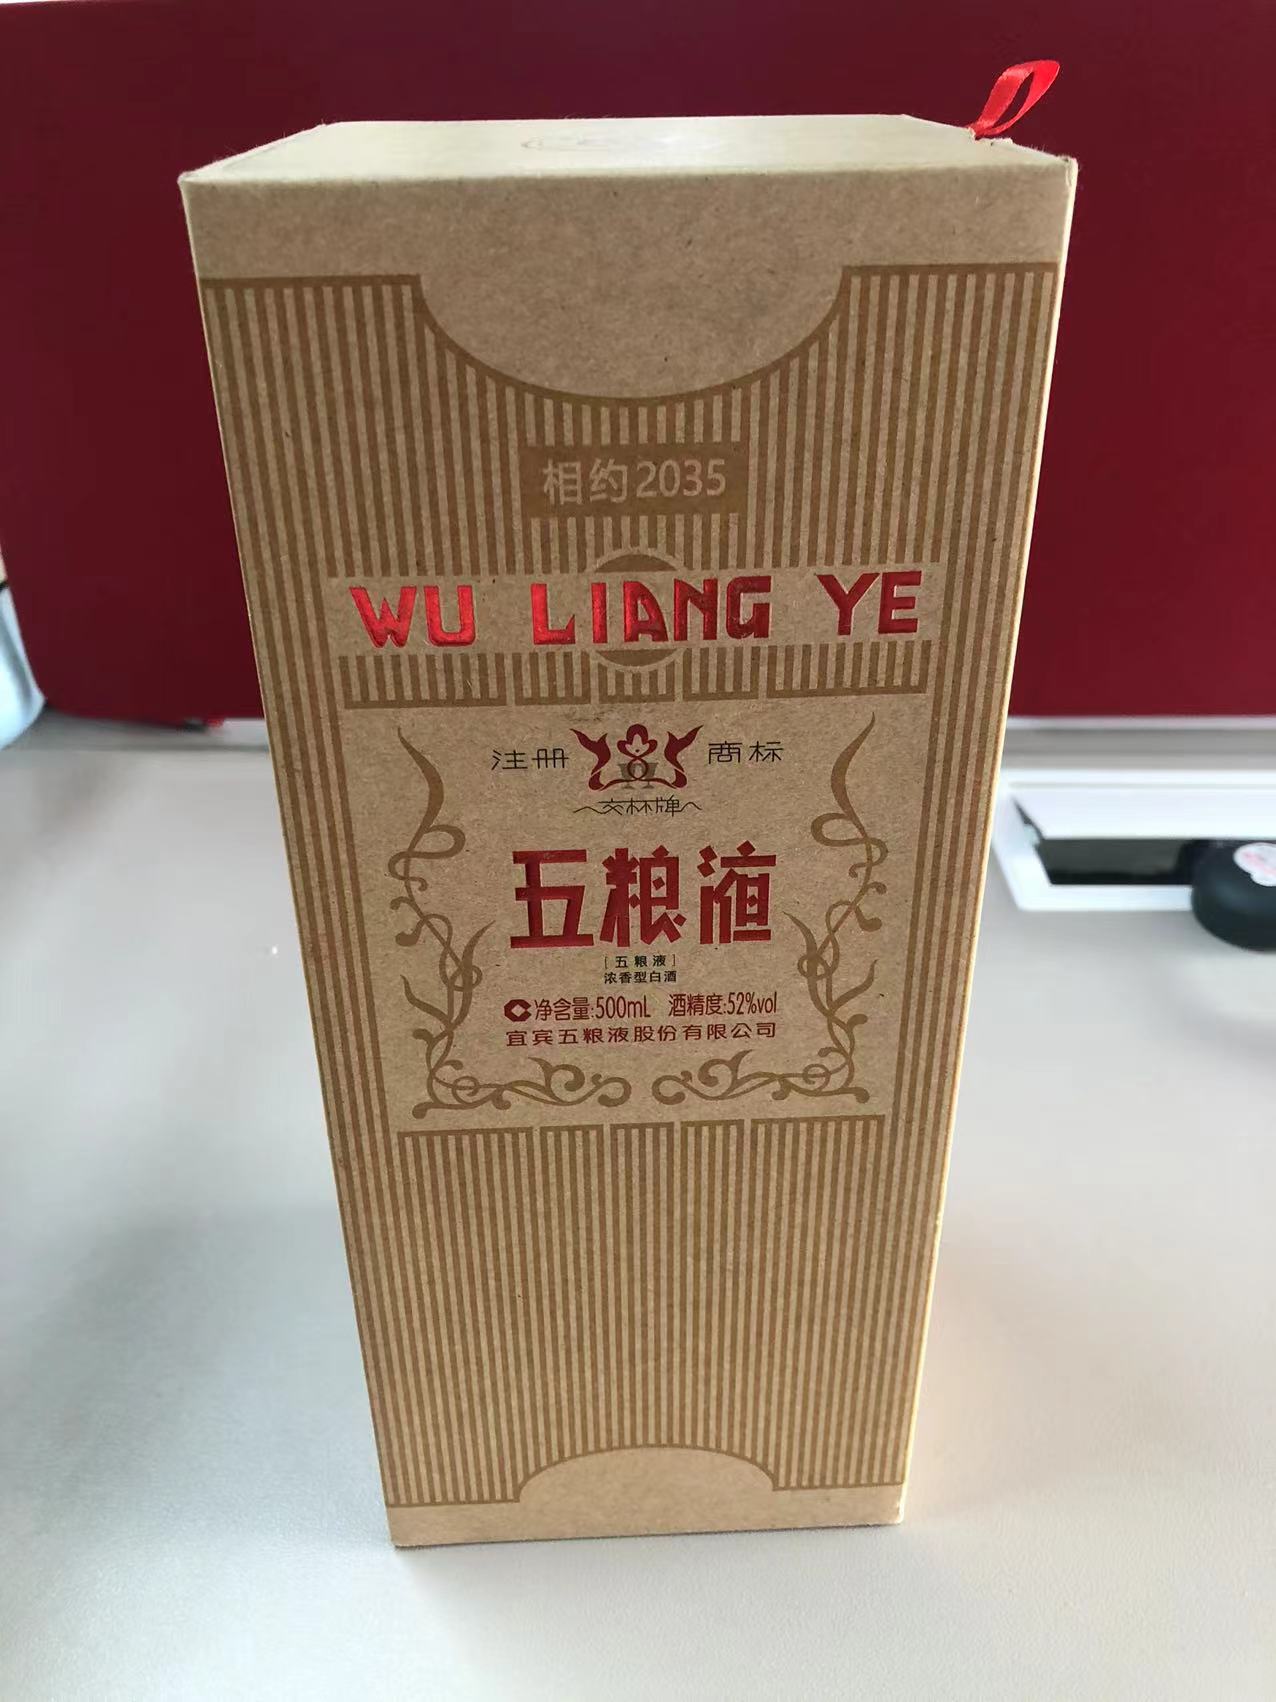 相约2035
WU LIANG YE
注册 商标
交杯牌
五粮液
[五粮液]
浓香型白酒
净含量:500mL 酒精度:52%vol
宜宾五粮液股份有限公司